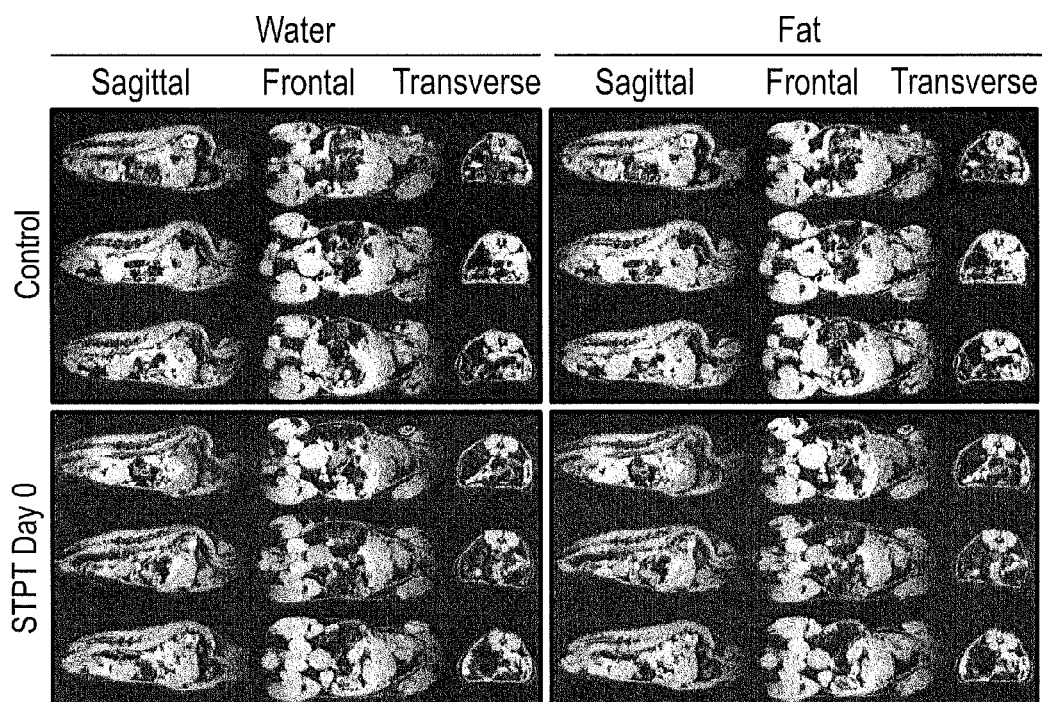 Water Fat
Sagittal Frontal Transverse Sagittal Frontal Transverse
Control
STPT Day 0